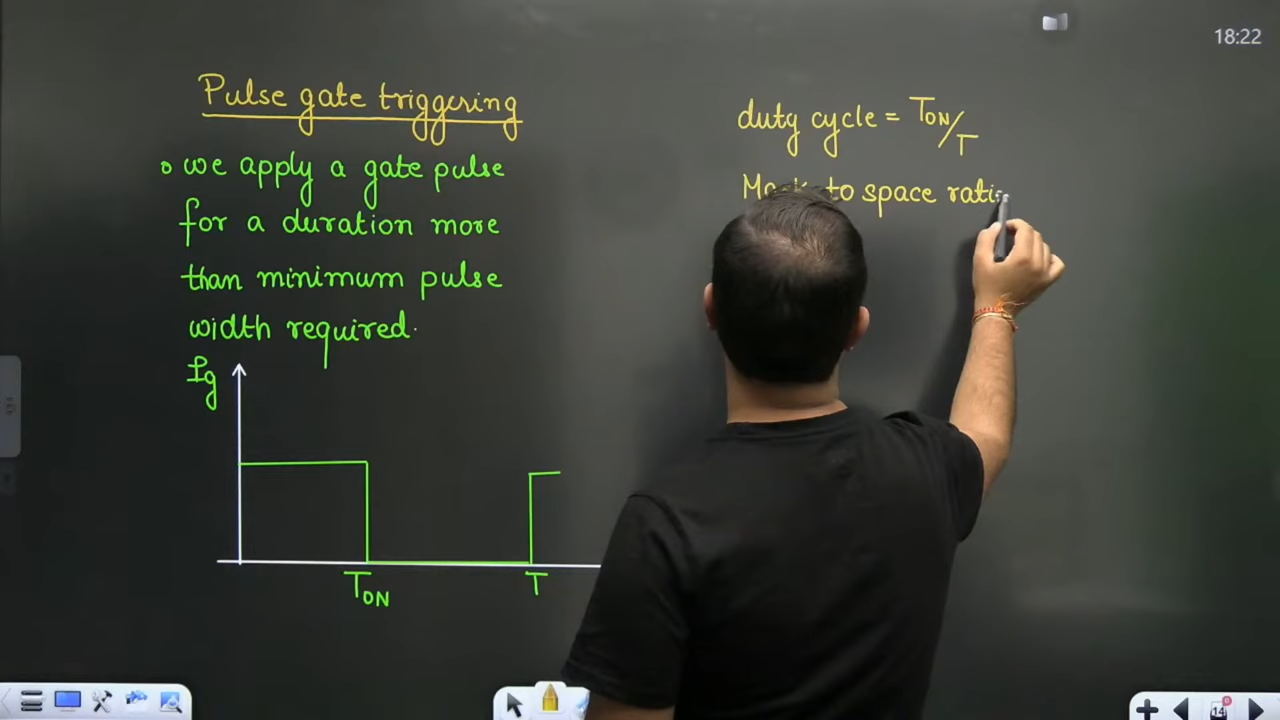 18:22
Pulse gate triggering
we apply a gate pulse
for a duration more
than minimum pulse
width required.
Ig
TON
T
duty cycle = TON/T
to space
14